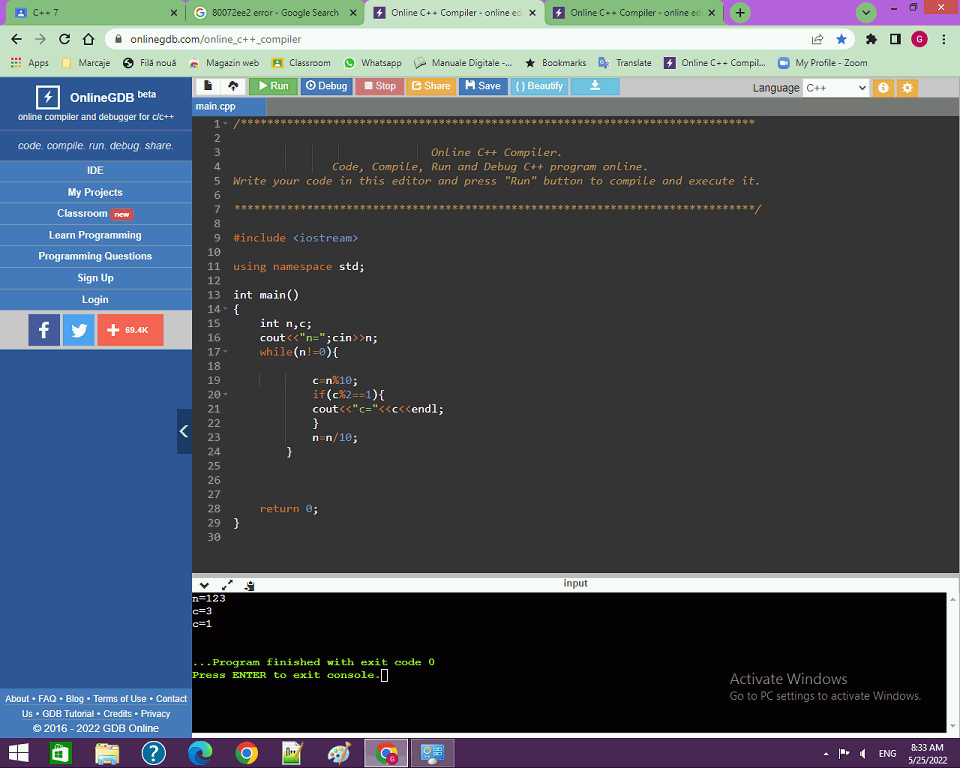 C++ 7
80072ee2 error - Google Search
Online C++ Compiler - online ed
Online C++ Compiler - online ed
onlinegdb.com/online_c++_compiler
G
Apps
Marcaje
Filă nouă
Magazin web
Classroom
Whatsapp
Manuale Digitale -...
Bookmarks
Translate
Online C++ Compil...
My Profile - Zoom
OnlineGDB beta
online compiler and debugger for c/c++
code. compile. run. debug. share.
IDE
My Projects
Classroom new
Learn Programming
Programming Questions
Sign Up
Login
f
+ 69.4K
About • FAQ • Blog • Terms of Use • Contact
Us • GDB Tutorial • Credits • Privacy
© 2016 - 2022 GDB Online
Run
Debug
Stop
Share
Save
{ } Beautify
Language C++
main.cpp
1 /******************************************************************************
2
3 Online C++ Compiler.
4 Code, Compile, Run and Debug C++ program online.
5 Write your code in this editor and press "Run" button to compile and execute it.
6
7 *******************************************************************************/
8
9 #include <iostream>
10
11 using namespace std;
12
13 int main()
14 {
15 int n,c;
16 cout<<"n=";cin>>n;
17 while(n!=0){
18
19 c=n%10;
20 if(c%2==1){
21 cout<<"c="<<c<<endl;
22 }
23 n=n/10;
24 }
25
26
27
28 return 0;
29 }
30
input
n=123
c=3
c=1
...Program finished with exit code 0
Press ENTER to exit console.
Activate Windows
Go to PC settings to activate Windows.
G
ENG
8:33 AM
5/25/2022